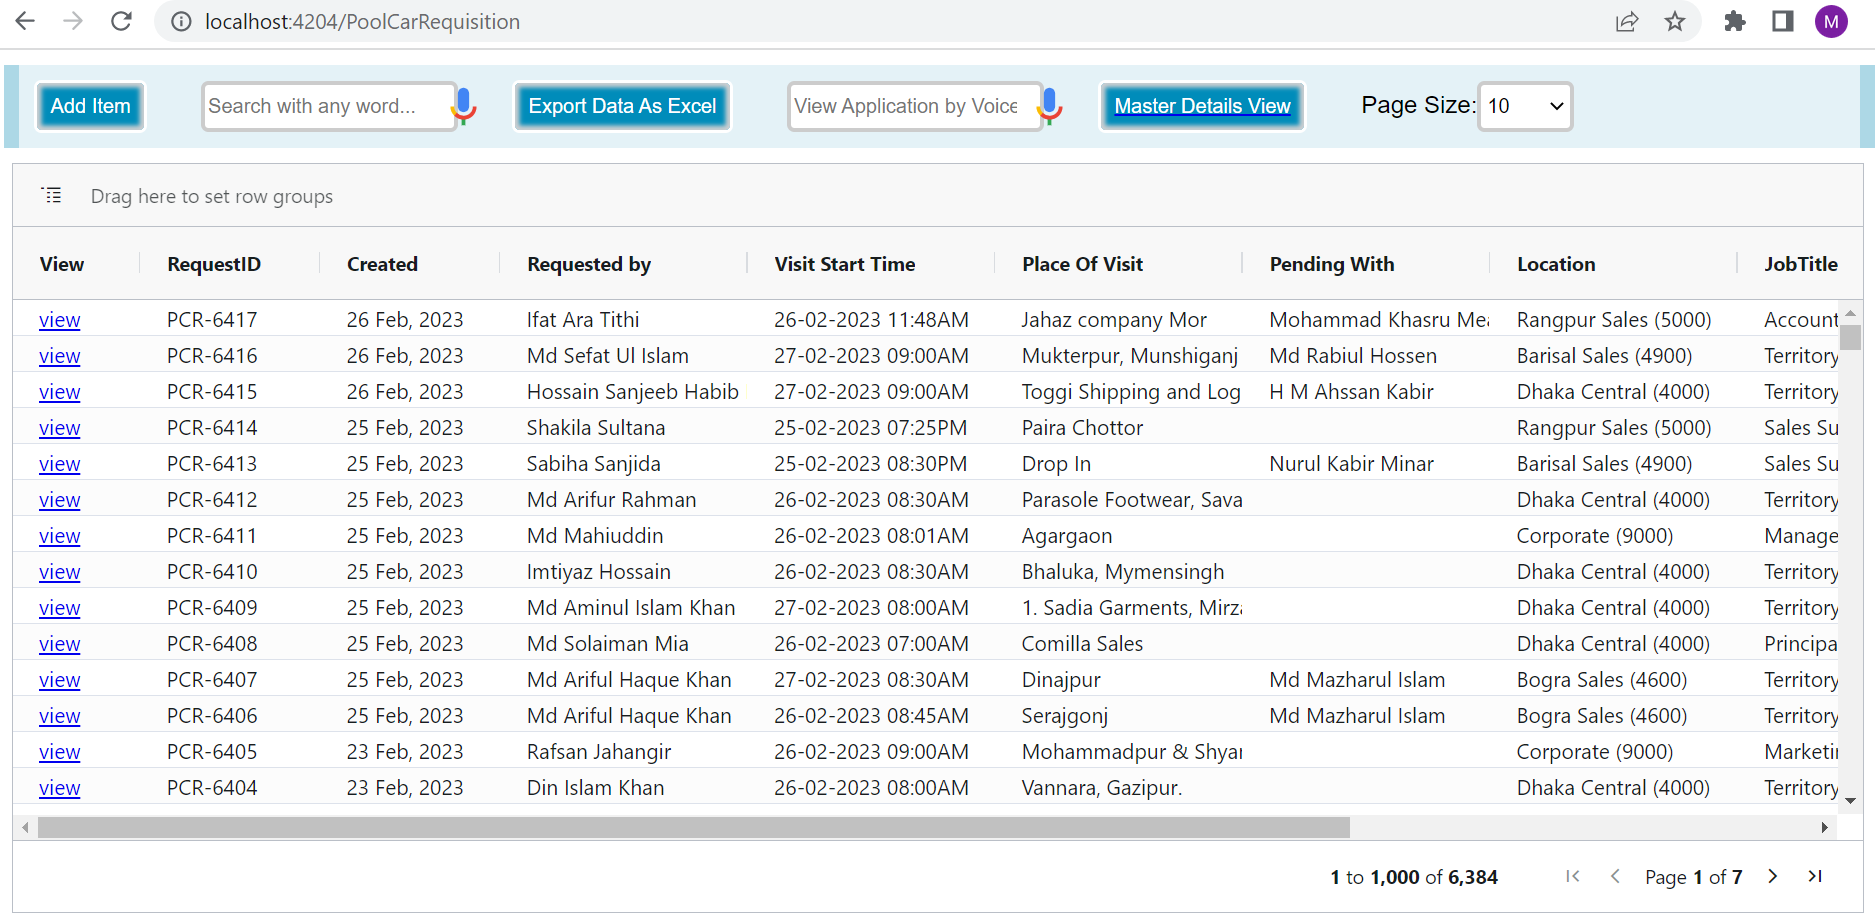 localhost:4204/PoolCarRequisition M
Add Item Search with any word... Export Data As Excel View Application by Voice Master Details View Page Size: 10
Drag here to set row groups
View RequestID Created Requested by Visit Start Time Place Of Visit Pending With Location JobTitle
view PCR-6417 26 Feb, 2023 Ifat Ara Tithi 26-02-2023 11:48AM Jahaz company Mor Mohammad Khasru Mea Rangpur Sales (5000) Account
view PCR-6416 26 Feb, 2023 Md Sefat Ul Islam 27-02-2023 09:00AM Mukterpur, Munshiganj Md Rabiul Hossen Barisal Sales (4900) Territory
view PCR-6415 26 Feb, 2023 Hossain Sanjeeb Habib 27-02-2023 09:00AM Toggi Shipping and Log H M Ahssan Kabir Dhaka Central (4000) Territory
view PCR-6414 25 Feb, 2023 Shakila Sultana 25-02-2023 07:25PM Paira Chottor Rangpur Sales (5000) Sales Su
view PCR-6413 25 Feb, 2023 Sabiha Sanjida 25-02-2023 08:30PM Drop In Nurul Kabir Minar Barisal Sales (4900) Sales Su
view PCR-6412 25 Feb, 2023 Md Arifur Rahman 26-02-2023 08:30AM Parasole Footwear, Sava Dhaka Central (4000) Territory
view PCR-6411 25 Feb, 2023 Md Mahiuddin 26-02-2023 08:01AM Agargaon Corporate (9000) Manage
view PCR-6410 25 Feb, 2023 Imtiyaz Hossain 26-02-2023 08:30AM Bhaluka, Mymensingh Dhaka Central (4000) Territory
view PCR-6409 25 Feb, 2023 Md Aminul Islam Khan 27-02-2023 08:00AM 1. Sadia Garments, Mirza Dhaka Central (4000) Territory
view PCR-6408 25 Feb, 2023 Md Solaiman Mia 26-02-2023 07:00AM Comilla Sales Dhaka Central (4000) Principa
view PCR-6407 25 Feb, 2023 Md Ariful Haque Khan 27-02-2023 08:30AM Dinajpur Md Mazharul Islam Bogra Sales (4600) Territory
view PCR-6406 25 Feb, 2023 Md Ariful Haque Khan 26-02-2023 08:45AM Serajgonj Md Mazharul Islam Bogra Sales (4600) Territory
view PCR-6405 23 Feb, 2023 Rafsan Jahangir 26-02-2023 09:00AM Mohammadpur & Shyar Corporate (9000) Marketi
view PCR-6404 23 Feb, 2023 Din Islam Khan 26-02-2023 08:00AM Vannara, Gazipur. Dhaka Central (4000) Territory
1 to 1,000 of 6,384 Page 1 of 7